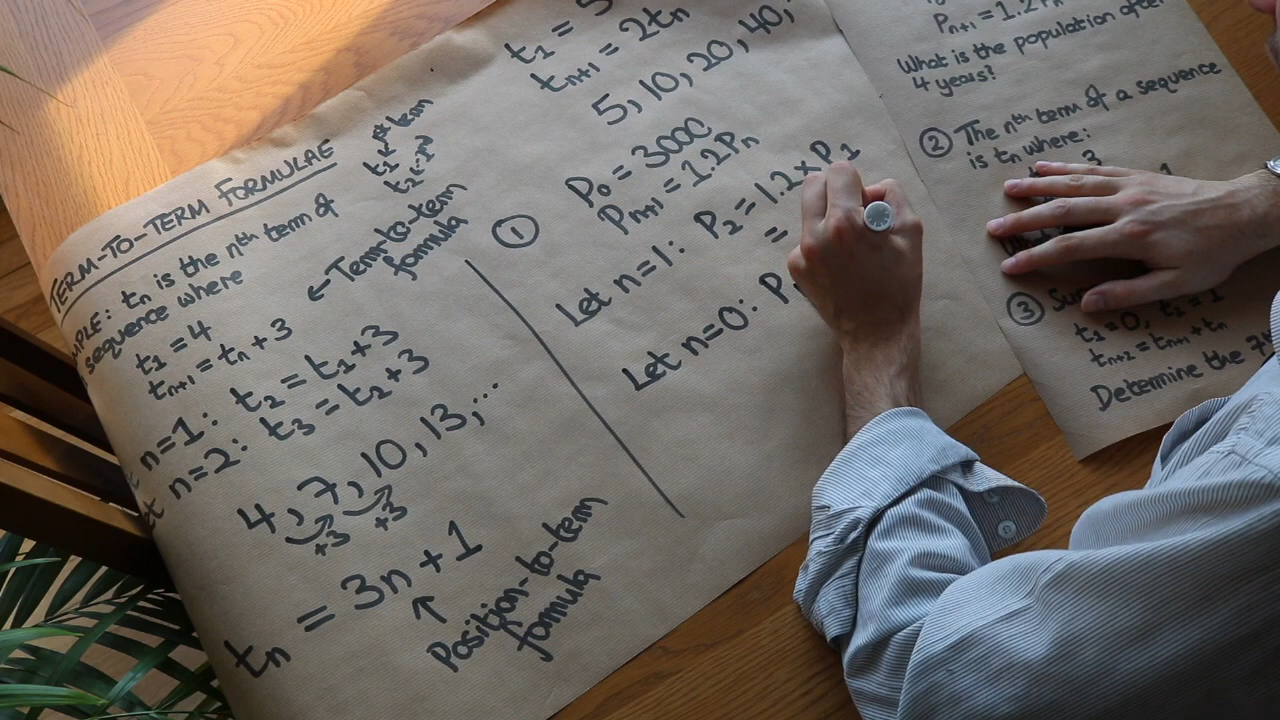 TERM-TO-TERM FORMULAE
MPLE: tₙ is the nᵗʰ term of
sequence where
t₁ = 4
tₙ₊₁ = tₙ + 3
← Term-to-term
formula
n=1: t₂ = t₁+3
n=2: t₃ = t₂+3
4, 7, 10, 13, ...
+3 +3
tₙ = 3n + 1
↑
Position-to-term
formula
t₁ = 5
tₙ₊₁ = 2tₙ
5, 10, 20, 40,
①
P₀ = 3000
Pₙ₊₁ = 1.2Pₙ
Let n=1: P₂ = 1.2×P₁
=
Let n=0: P
Pₙ₊₁ = 1.2Pₙ
What is the population after
4 years?
② The nᵗʰ term of a sequence
is tₙ where:
③
t₁=0, t₂=1
tₙ₊₂ = tₙ₊₁ + tₙ
Determine the 7